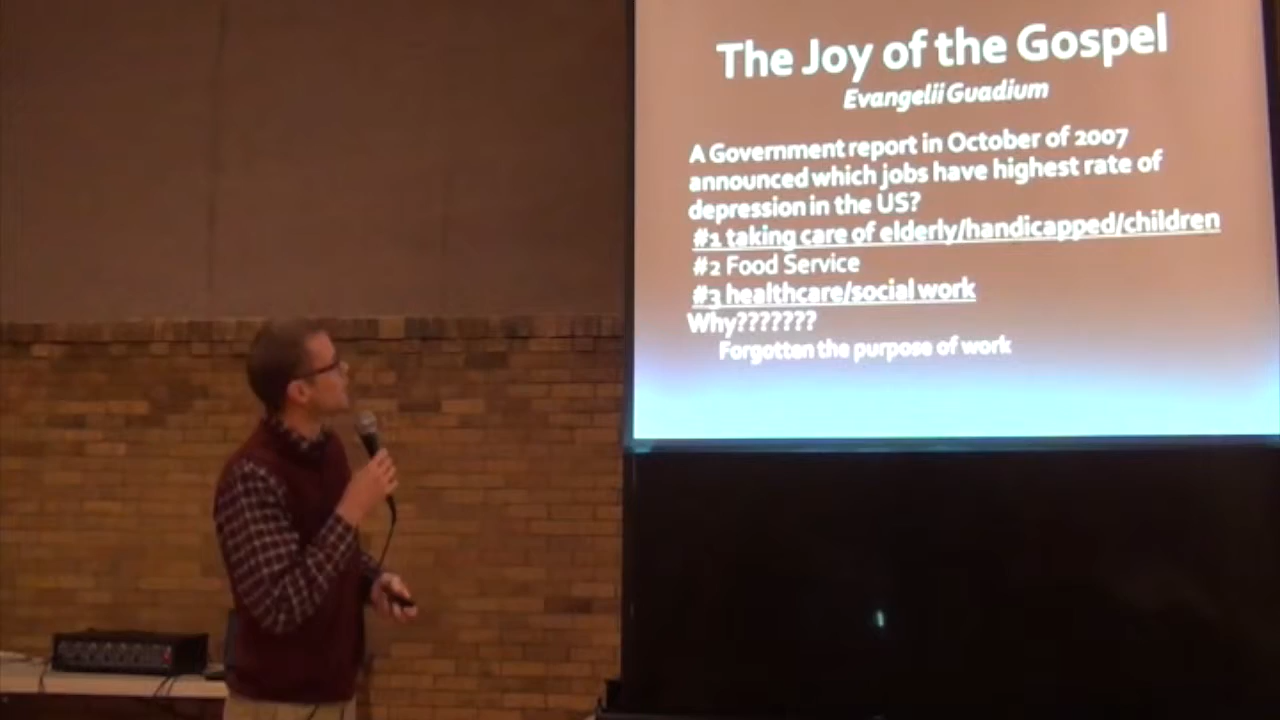 The Joy of the Gospel
Evangelii Guadium
A Government report in October of 2007
announced which jobs have highest rate of
depression in the US?
#1 taking care of elderly/handicapped/children
#2 Food Service
#3 healthcare/social work
Why???????
Forgotten the purpose of work